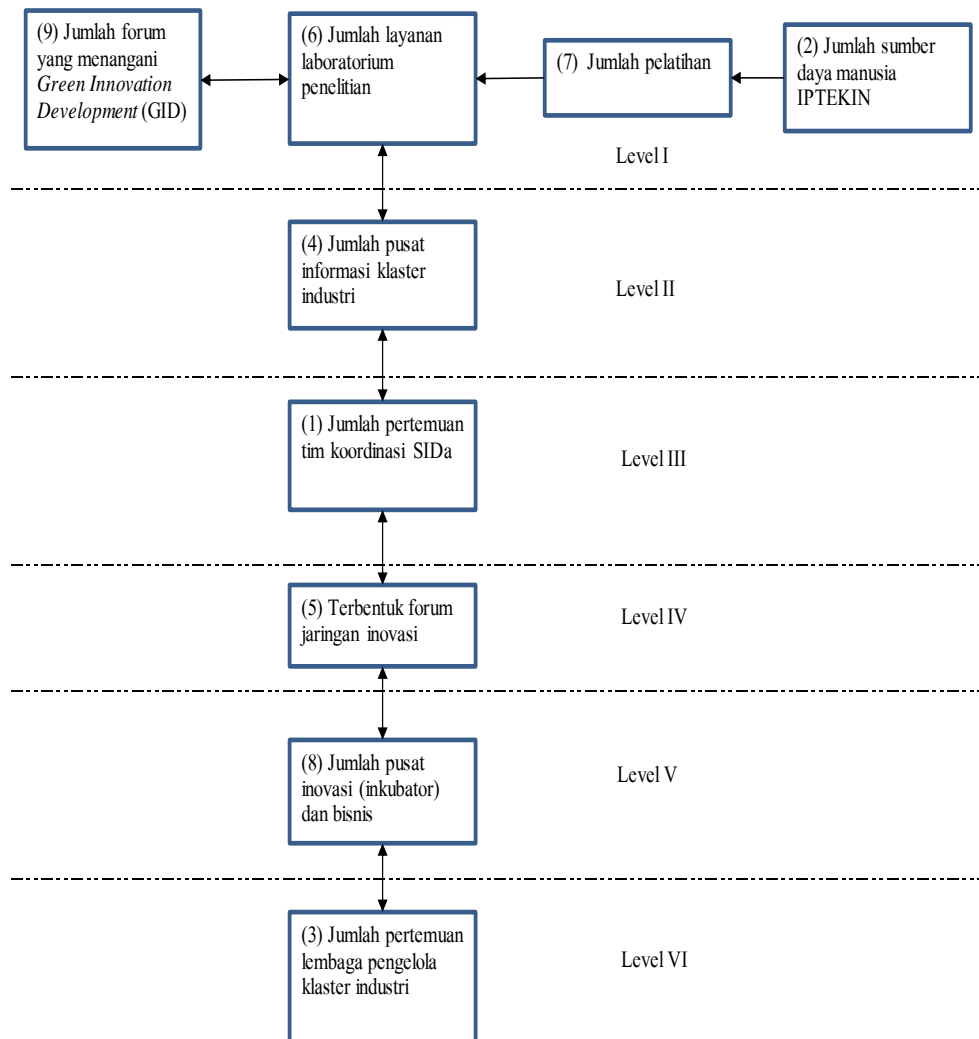 (9) Jumlah forum
yang menangani
Green Innovation
Development (GID)
(6) Jumlah layanan
laboratorium
penelitian
(7) Jumlah pelatihan
(2) Jumlah sumber
daya manusia
IPTEKIN
Level I
(4) Jumlah pusat
informasi klaster
industri
Level II
(1) Jumlah pertemuan
tim koordinasi SIDa
Level III
(5) Terbentuk forum
jaringan inovasi
Level IV
(8) Jumlah pusat
inovasi (inkubator)
dan bisnis
Level V
(3) Jumlah pertemuan
lembaga pengelola
klaster industri
Level VI